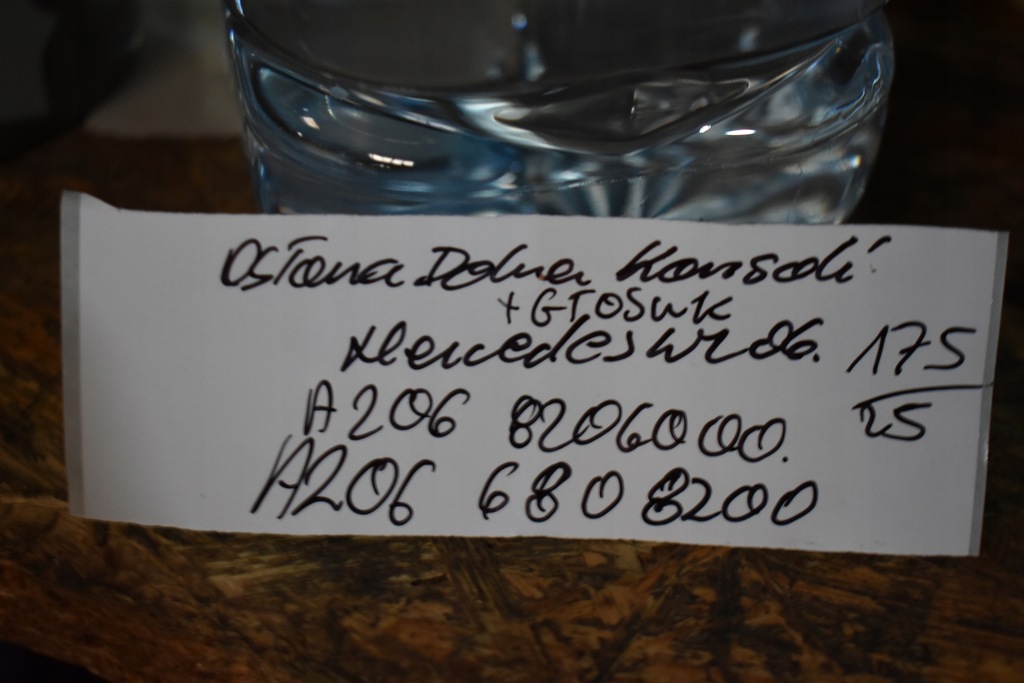 Osłona Dolna Konsoli
+ Głośnik
Mercedes W206.
175
25
A206 8206000.
A206 6808200